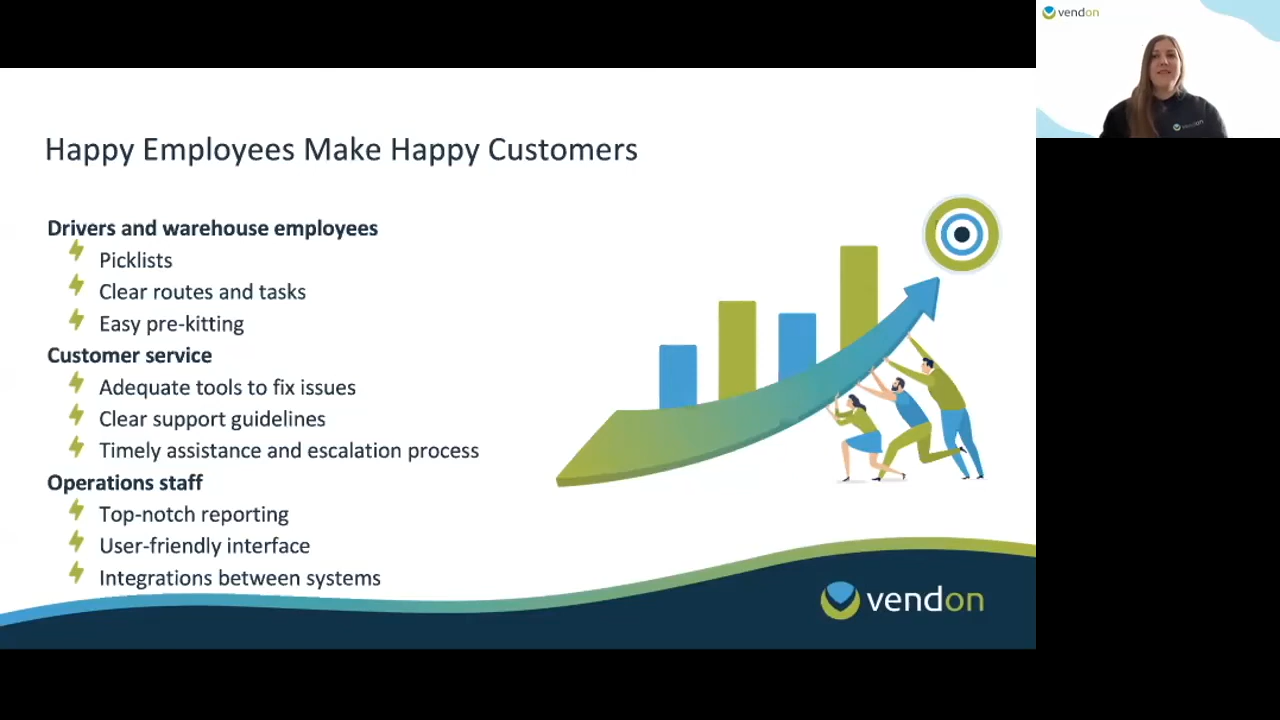 Happy Employees Make Happy Customers
Drivers and warehouse employees
Picklists
Clear routes and tasks
Easy pre-kitting
Customer service
Adequate tools to fix issues
Clear support guidelines
Timely assistance and escalation process
Operations staff
Top-notch reporting
User-friendly interface
Integrations between systems
vendon
vendon
vendon